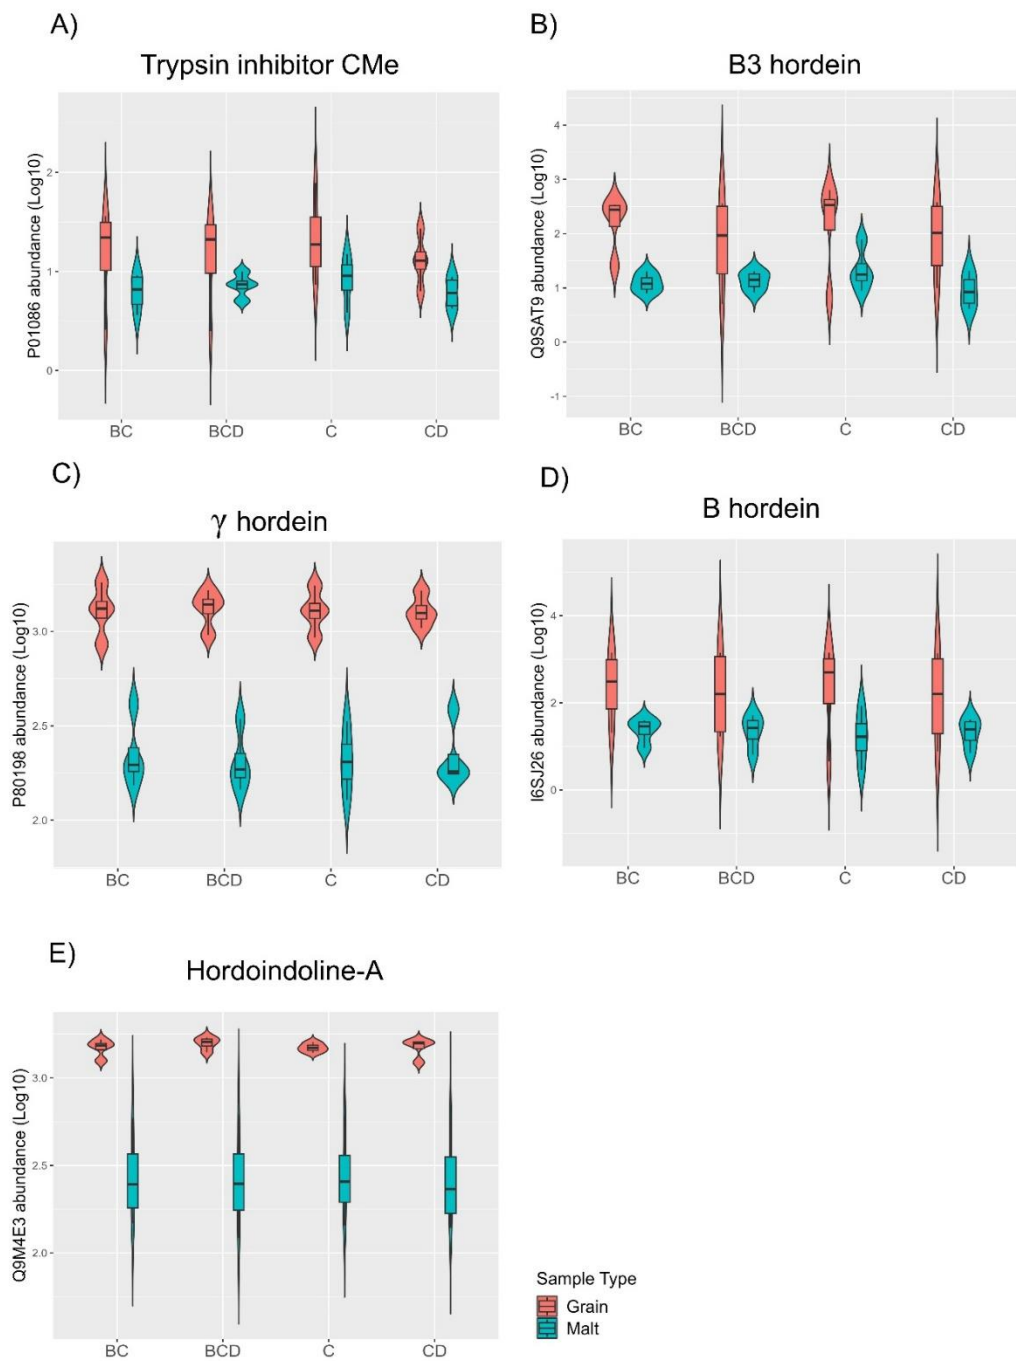 A)
Trypsin inhibitor CMe
P01086 abundance (Log10)
2
1
0
BC BCD C CD
B)
B3 hordein
Q9SAT9 abundance (Log10)
4
3
2
1
0
-1
BC BCD C CD
C)
γ hordein
P80198 abundance (Log10)
3.0
2.5
2.0
BC BCD C CD
D)
B hordein
I6SJ26 abundance (Log10)
4
2
0
BC BCD C CD
E)
Hordoindoline-A
Q9M4E3 abundance (Log10)
3.0
2.5
2.0
BC BCD C CD
Sample Type
Grain
Malt